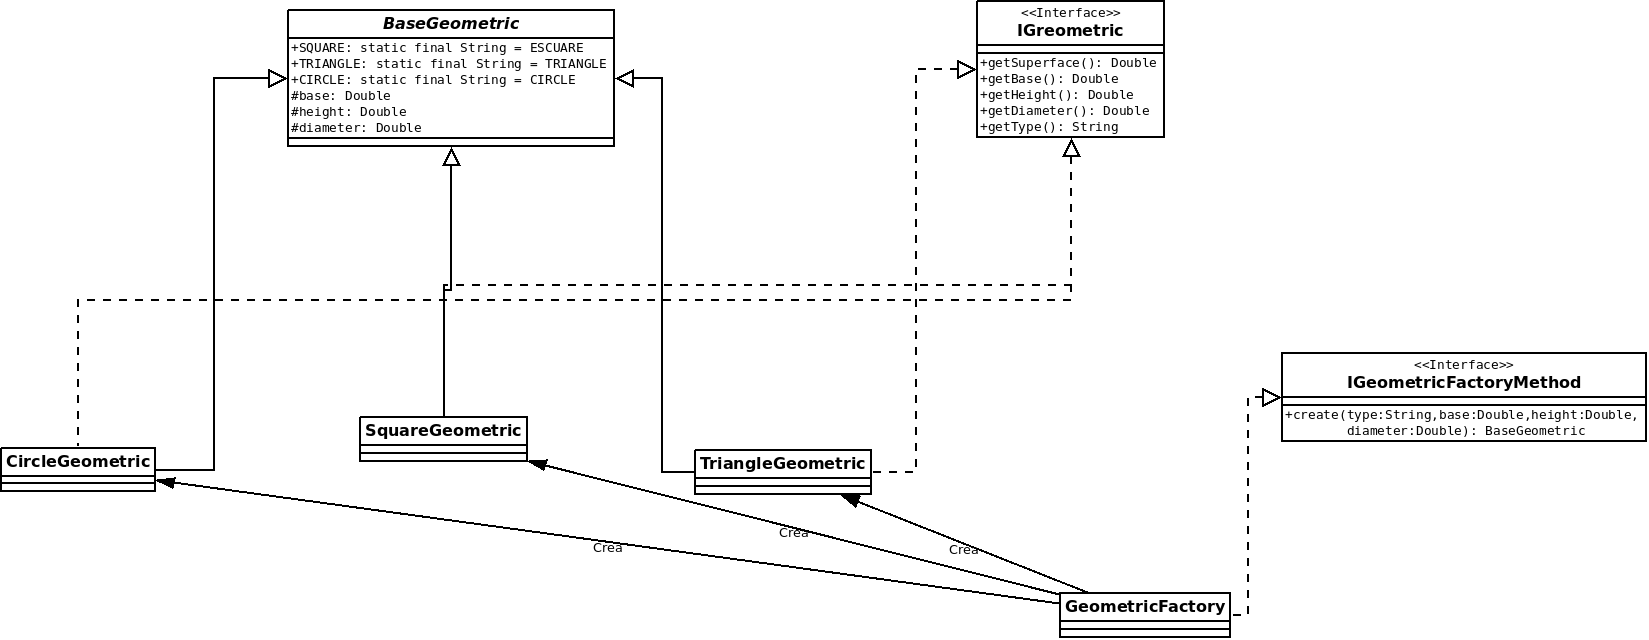 BaseGeometric
+SQUARE: static final String = ESCUARE
+TRIANGLE: static final String = TRIANGLE
+CIRCLE: static final String = CIRCLE
#base: Double
#height: Double
#diameter: Double
<<Interface>>
IGreometric
+getSuperface(): Double
+getBase(): Double
+getHeight(): Double
+getDiameter(): Double
+getType(): String
<<Interface>>
IGeometricFactoryMethod
+create(type:String,base:Double,height:Double,
diameter:Double): BaseGeometric
CircleGeometric
SquareGeometric
TriangleGeometric
Crea
Crea
Crea
GeometricFactory